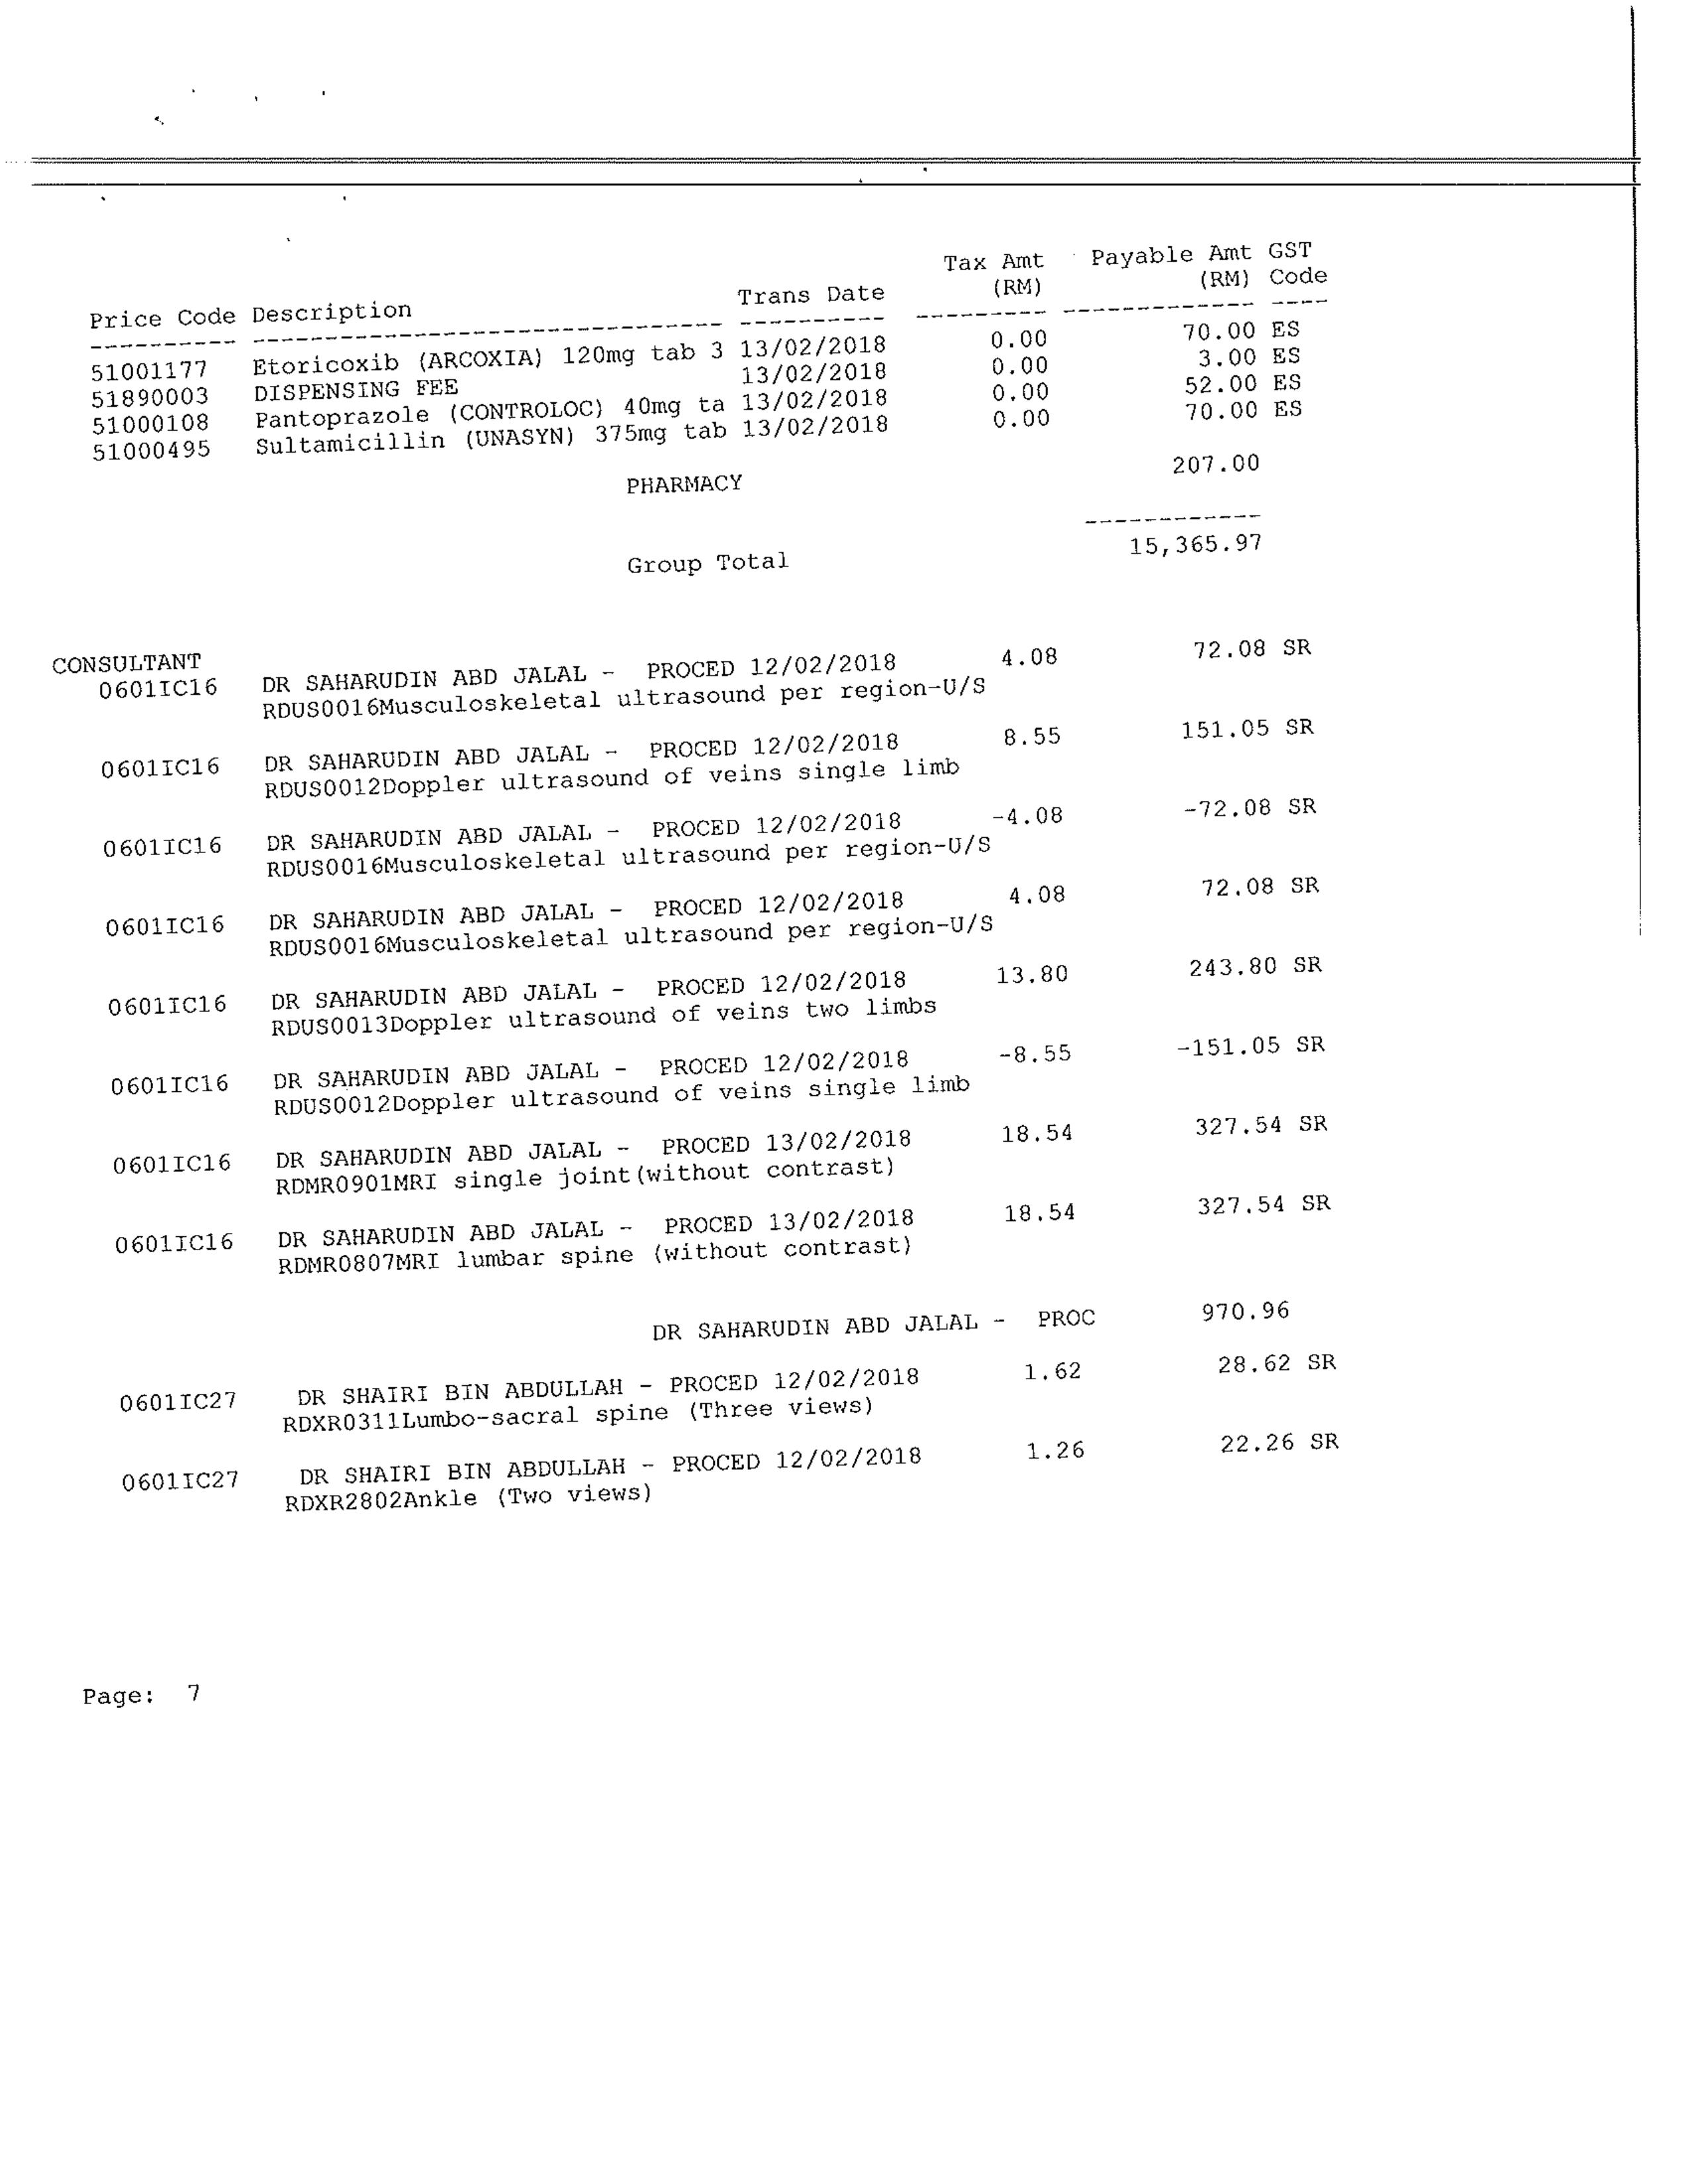 Tax Amt Payable Amt GST
Price Code Description Trans Date (RM) (RM) Code
---------- -------------------------------- ---------- --------- ------------- ----
51001177 Etoricoxib (ARCOXIA) 120mg tab 3 13/02/2018 0.00 70.00 ES
51890003 DISPENSING FEE 13/02/2018 0.00 3.00 ES
51000108 Pantoprazole (CONTROLOC) 40mg ta 13/02/2018 0.00 52.00 ES
51000495 Sultamicillin (UNASYN) 375mg tab 13/02/2018 0.00 70.00 ES
PHARMACY 207.00
------------
Group Total 15,365.97
CONSULTANT
0601IC16 DR SAHARUDIN ABD JALAL - PROCED 12/02/2018 4.08 72.08 SR
RDUS0016Musculoskeletal ultrasound per region-U/S
0601IC16 DR SAHARUDIN ABD JALAL - PROCED 12/02/2018 8.55 151.05 SR
RDUS0012Doppler ultrasound of veins single limb
0601IC16 DR SAHARUDIN ABD JALAL - PROCED 12/02/2018 -4.08 -72.08 SR
RDUS0016Musculoskeletal ultrasound per region-U/S
0601IC16 DR SAHARUDIN ABD JALAL - PROCED 12/02/2018 4.08 72.08 SR
RDUS0016Musculoskeletal ultrasound per region-U/S
0601IC16 DR SAHARUDIN ABD JALAL - PROCED 12/02/2018 13.80 243.80 SR
RDUS0013Doppler ultrasound of veins two limbs
0601IC16 DR SAHARUDIN ABD JALAL - PROCED 12/02/2018 -8.55 -151.05 SR
RDUS0012Doppler ultrasound of veins single limb
0601IC16 DR SAHARUDIN ABD JALAL - PROCED 13/02/2018 18.54 327.54 SR
RDMR0901MRI single joint(without contrast)
0601IC16 DR SAHARUDIN ABD JALAL - PROCED 13/02/2018 18.54 327.54 SR
RDMR0807MRI lumbar spine (without contrast)
DR SAHARUDIN ABD JALAL - PROC 970.96
0601IC27 DR SHAIRI BIN ABDULLAH - PROCED 12/02/2018 1.62 28.62 SR
RDXR0311Lumbo-sacral spine (Three views)
0601IC27 DR SHAIRI BIN ABDULLAH - PROCED 12/02/2018 1.26 22.26 SR
RDXR2802Ankle (Two views)
Page: 7